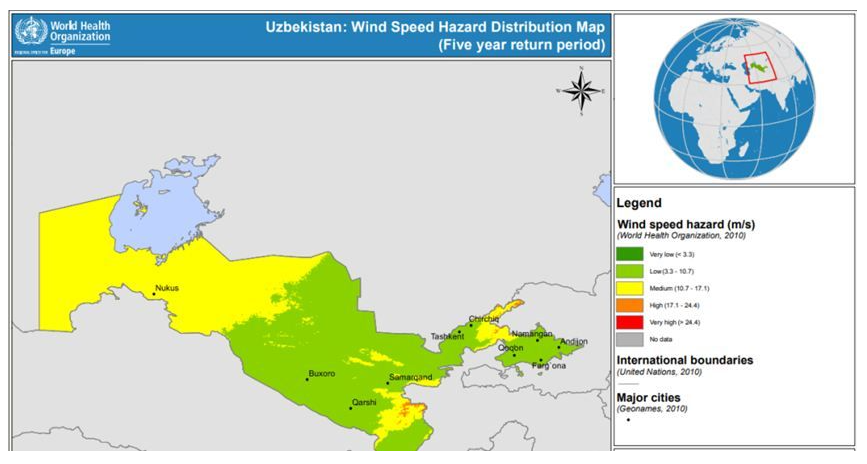 World Health
Organization
Europe
Uzbekistan: Wind Speed Hazard Distribution Map
(Five year return period)
N
W
E
S
Nukus
Chirchiq
Tashkent
Namangan
Andijon
Qoqon
Farg'ona
Buxoro
Samarqand
Qarshi
Legend
Wind speed hazard (m/s)
(World Health Organization, 2010)
Very low (< 3.3)
Low (3.3 - 10.7)
Medium (10.7 - 17.1)
High (17.1 - 24.4)
Very high (> 24.4)
No data
International boundaries
(United Nations, 2010)
Major cities
(Geonames, 2010)